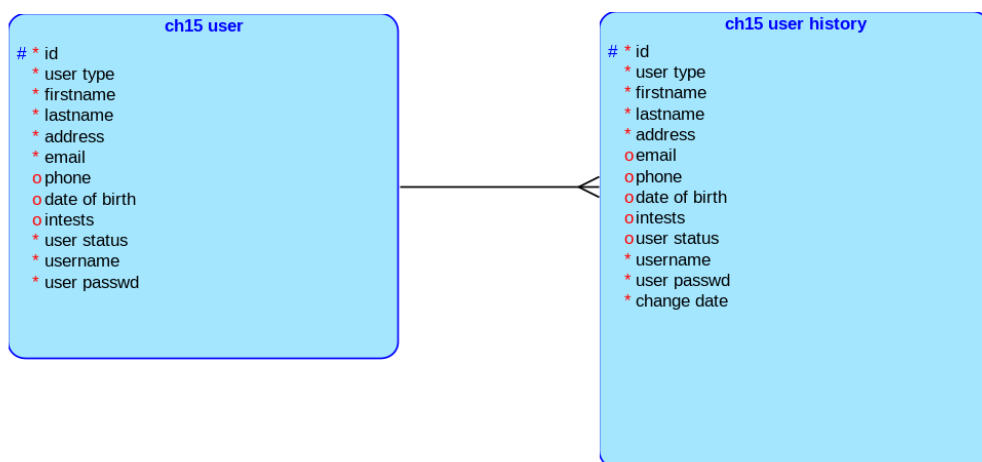 ch15 user
# * id
* user type
* firstname
* lastname
* address
* email
o phone
o date of birth
o intests
* user status
* username
* user passwd
ch15 user history
# * id
* user type
* firstname
* lastname
* address
o email
o phone
o date of birth
o intests
o user status
* username
* user passwd
* change date